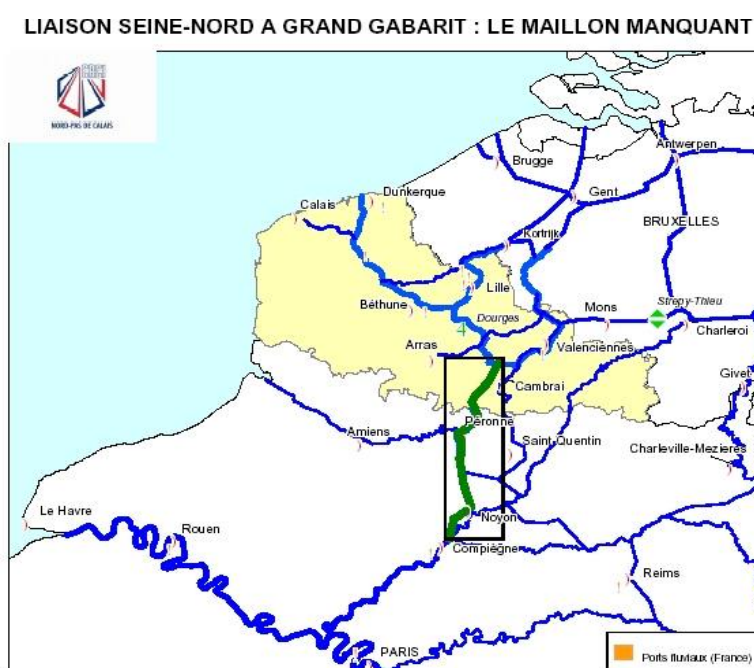 LIAISON SEINE-NORD A GRAND GABARIT : LE MAILLON MANQUANT
NORD-PAS DE CALAIS
Antwerpen
Brugge
Dunkerque
Gent
Calais
BRUXELLES
Kortrijk
Lille
Béthune
Dourges
Mons
Strepy-Thieu
4
Charleroi
Arras
Valenciennes
Givet
Cambrai
Péronne
Amiens
Saint-Quentin
Charleville-Mezieres
Le Havre
Noyon
Rouen
Compiègne
Reims
PARIS
Ports fluviaux (France)